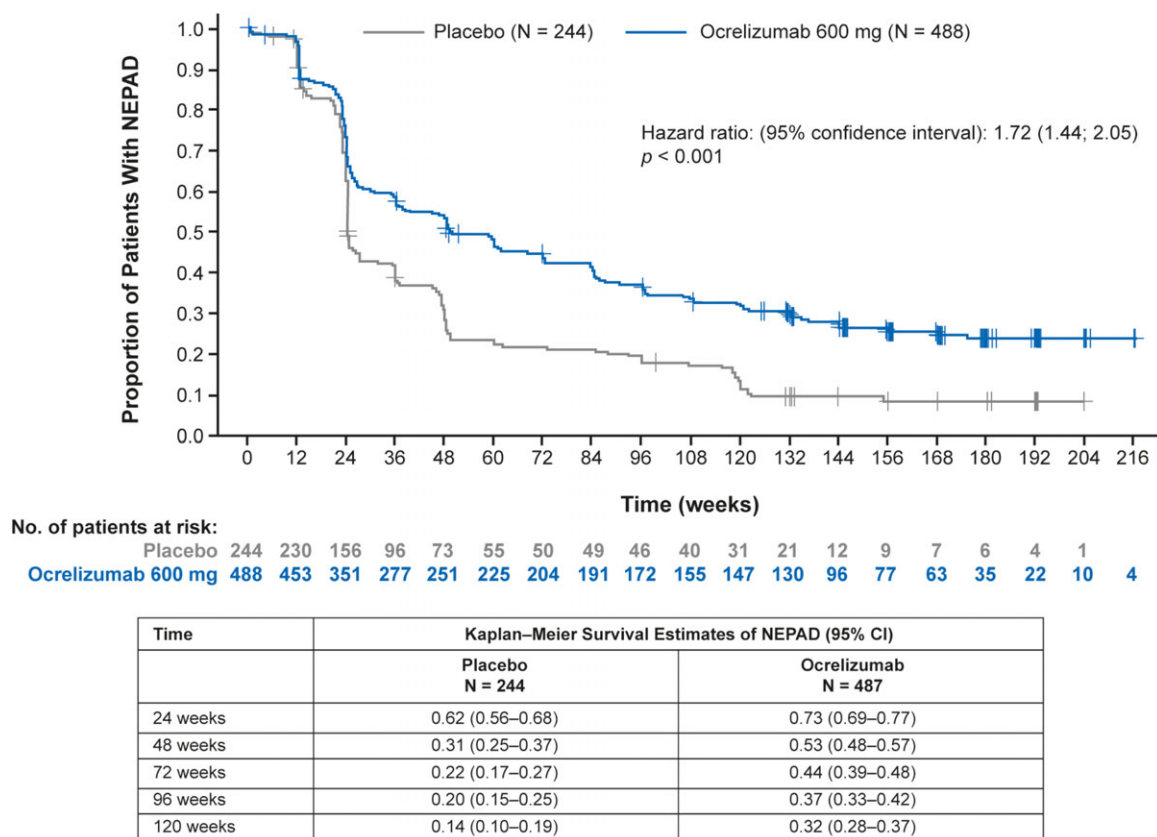 Placebo (N = 244) Ocrelizumab 600 mg (N = 488)
Proportion of Patients With NEPAD
1.0
0.9
0.8
0.7
0.6
0.5
0.4
0.3
0.2
0.1
0.0
Hazard ratio: (95% confidence interval): 1.72 (1.44; 2.05)
p < 0.001
0 12 24 36 48 60 72 84 96 108 120 132 144 156 168 180 192 204 216
Time (weeks)
No. of patients at risk:
Placebo 244 230 156 96 73 55 50 49 46 40 31 21 12 9 7 6 4 1
Ocrelizumab 600 mg 488 453 351 277 251 225 204 191 172 155 147 130 96 77 63 35 22 10 4
Time Kaplan–Meier Survival Estimates of NEPAD (95% CI)
Placebo Ocrelizumab
N = 244 N = 487
24 weeks 0.62 (0.56–0.68) 0.73 (0.69–0.77)
48 weeks 0.31 (0.25–0.37) 0.53 (0.48–0.57)
72 weeks 0.22 (0.17–0.27) 0.44 (0.39–0.48)
96 weeks 0.20 (0.15–0.25) 0.37 (0.33–0.42)
120 weeks 0.14 (0.10–0.19) 0.32 (0.28–0.37)